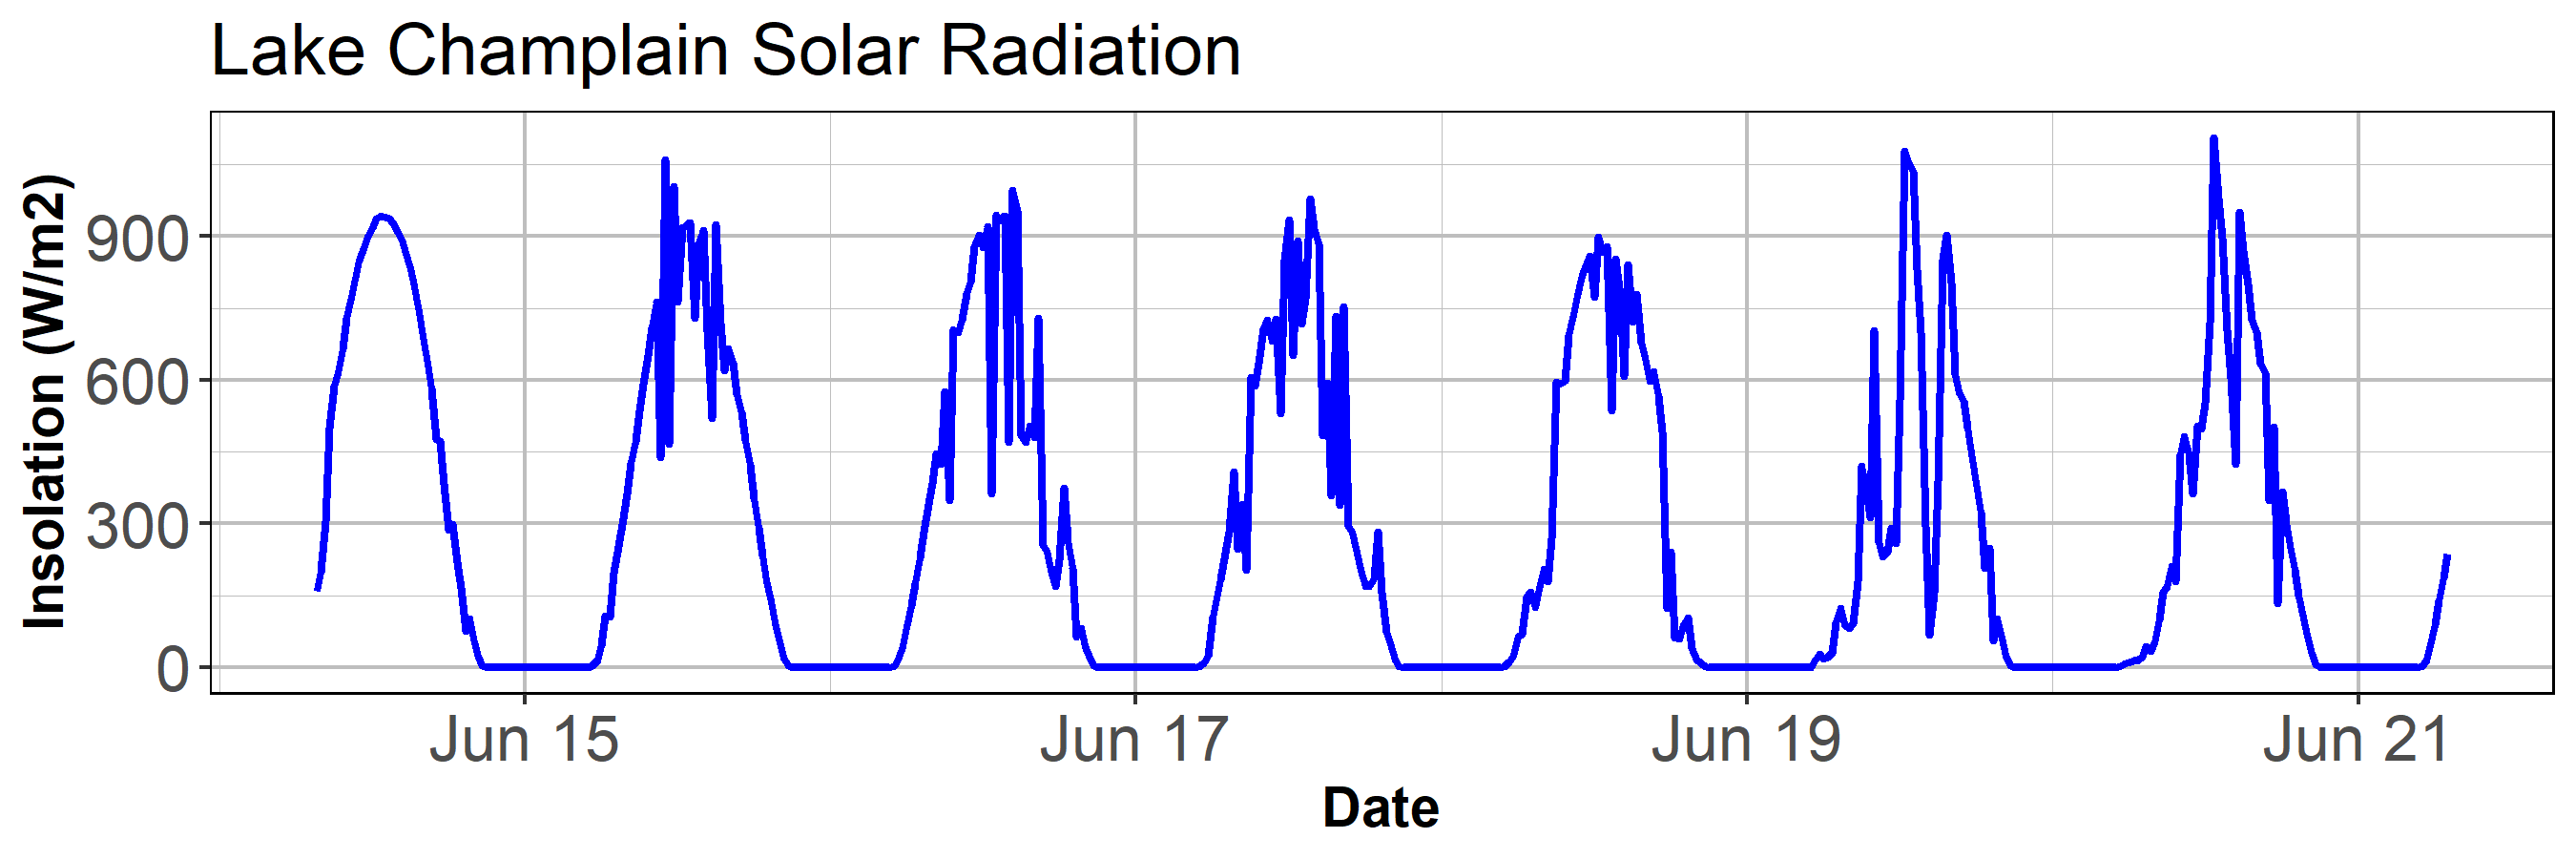 Lake Champlain Solar Radiation
Insolation (W/m2)
900
600
300
0
Jun 15
Jun 17
Jun 19
Jun 21
Date